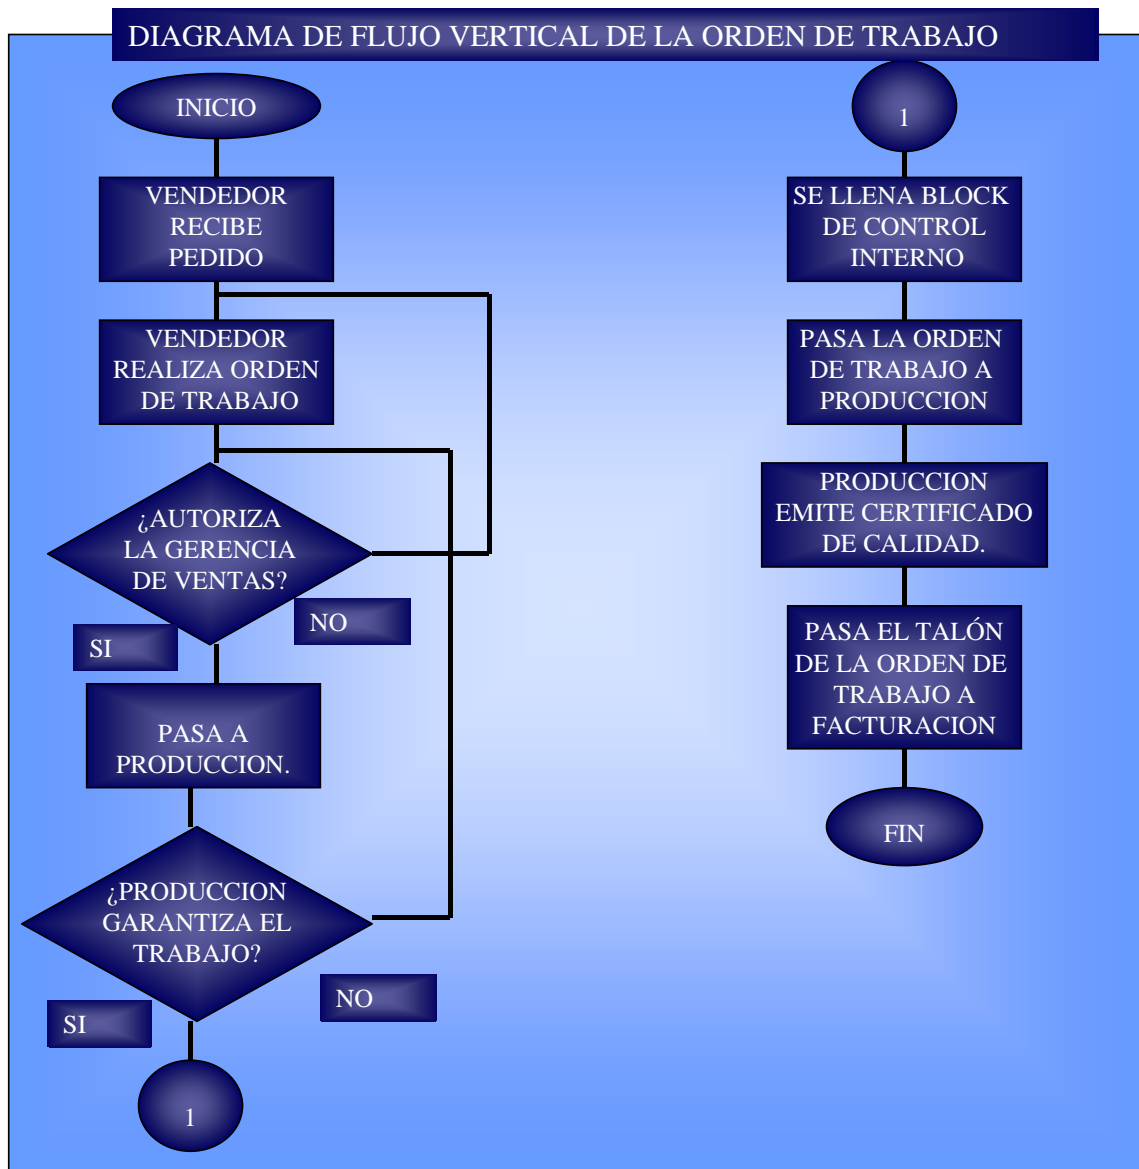 DIAGRAMA DE FLUJO VERTICAL DE LA ORDEN DE TRABAJO
INICIO
VENDEDOR
RECIBE
PEDIDO
VENDEDOR
REALIZA ORDEN
DE TRABAJO
¿AUTORIZA
LA GERENCIA
DE VENTAS?
NO
SI
PASA A
PRODUCCION.
¿PRODUCCION
GARANTIZA EL
TRABAJO?
NO
SI
1
1
SE LLENA BLOCK
DE CONTROL
INTERNO
PASA LA ORDEN
DE TRABAJO A
PRODUCCION
PRODUCCION
EMITE CERTIFICADO
DE CALIDAD.
PASA EL TALÓN
DE LA ORDEN DE
TRABAJO A
FACTURACION
FIN